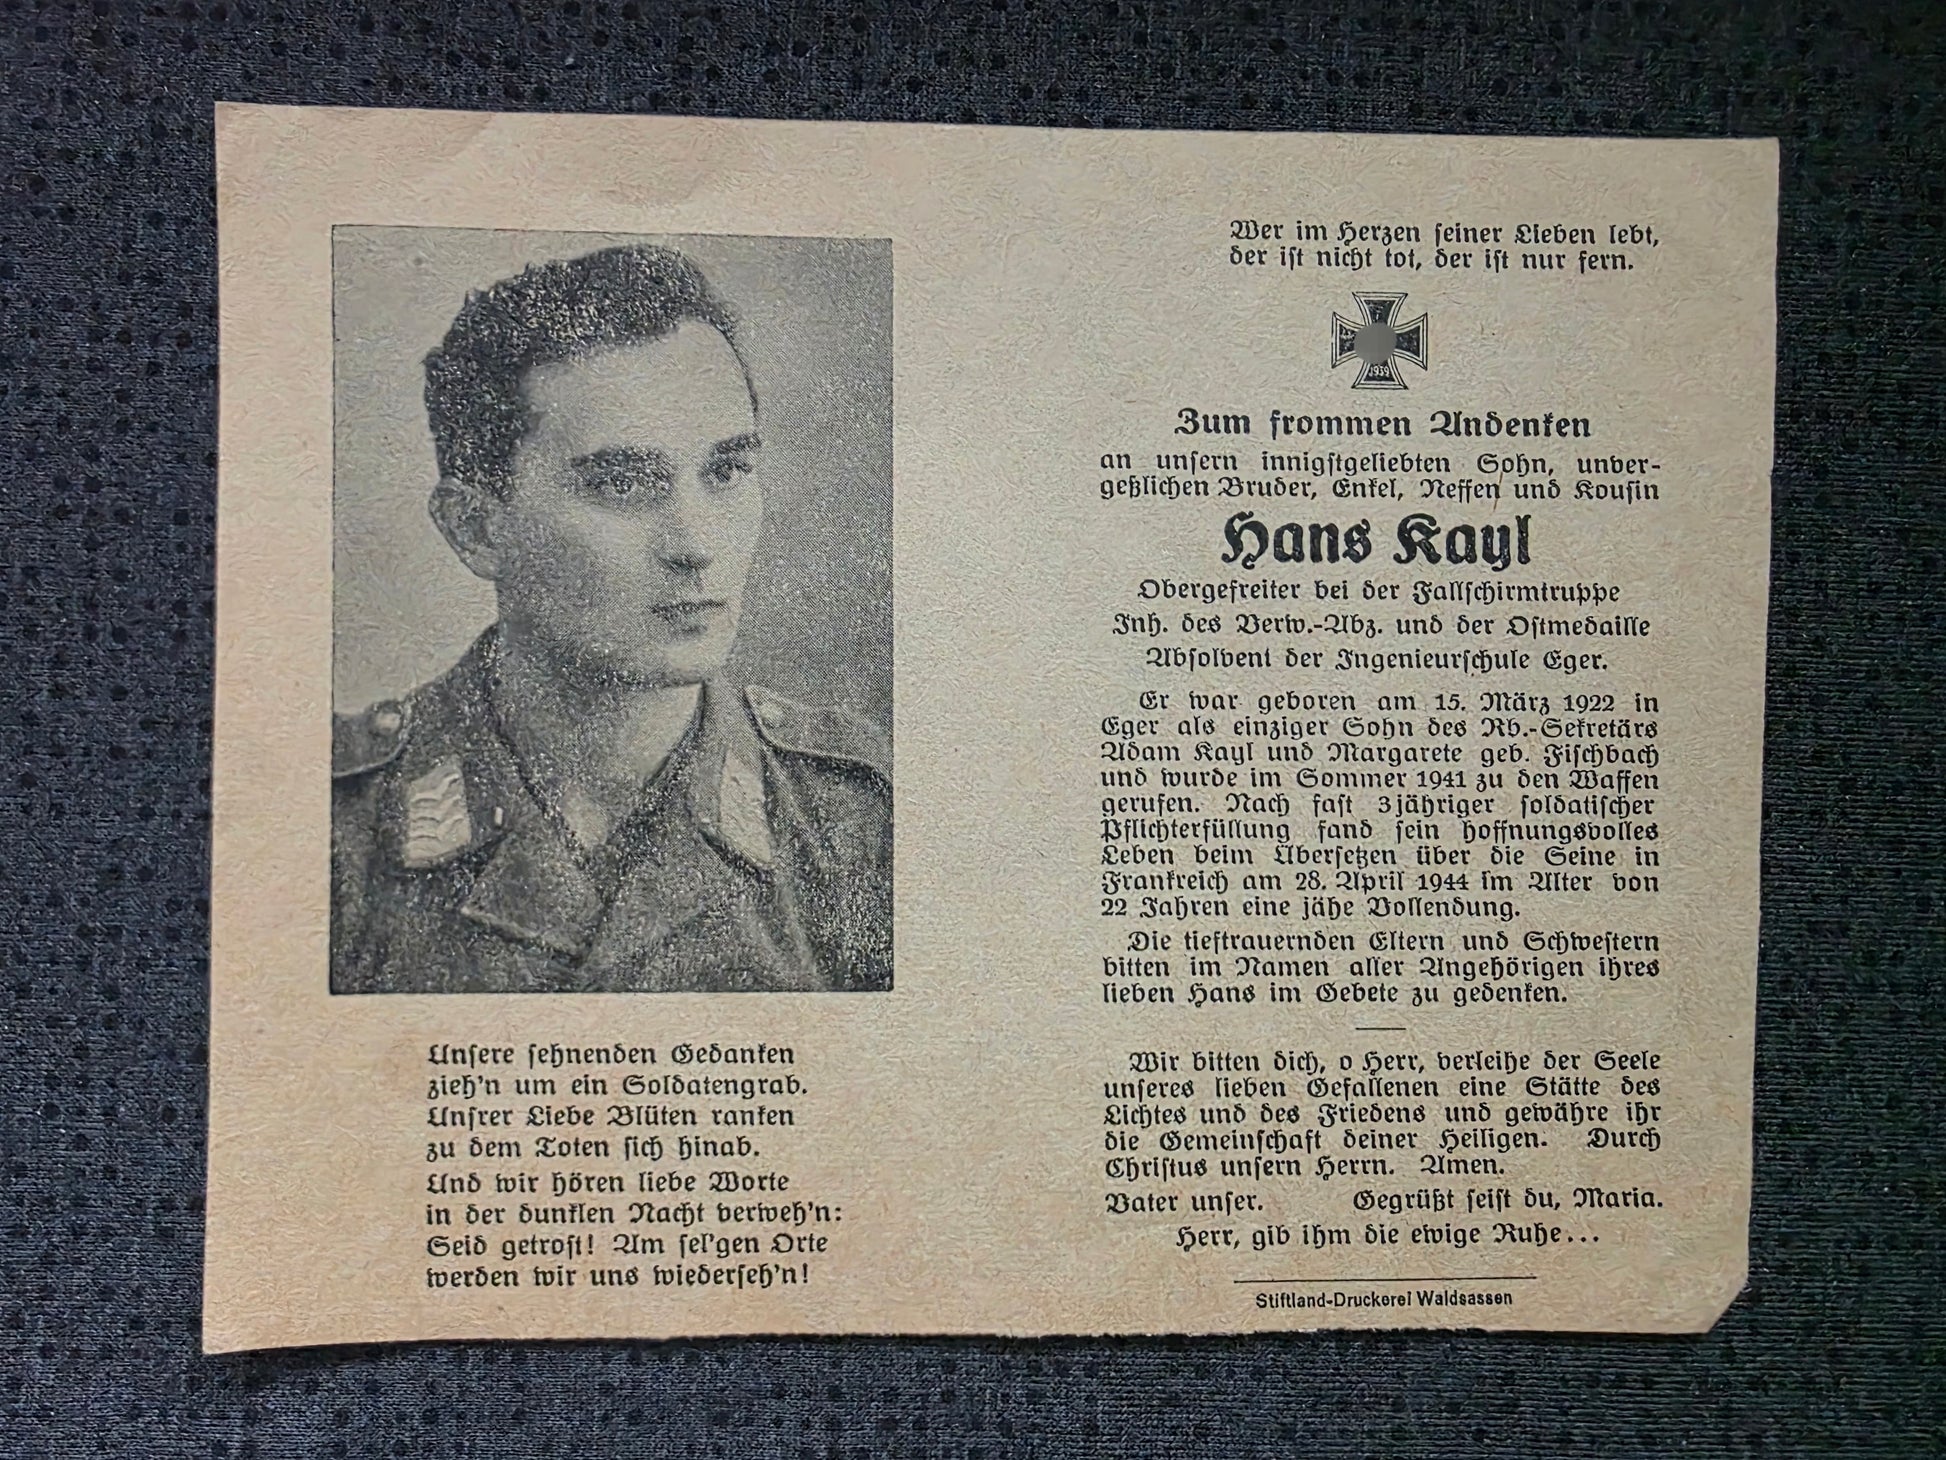 Unsere sehnenden Gedanken
zieh'n um ein Soldatengrab.
Unsrer Liebe Blüten ranken
zu dem Toten sich hinab.
Und wir hören liebe Worte
in der dunklen Nacht verweh'n:
Seid getrost! Am sel'gen Orte
werden wir uns wiederseh'n!
Wer im Herzen seiner Lieben lebt,
der ist nicht tot, der ist nur fern.
1939
Zum frommen Andenken
an unsern innigstgeliebten Sohn, unver-
geßlichen Bruder, Enkel, Neffen und Kousin
Hans Kayl
Obergefreiter bei der Fallschirmtruppe
Inh. des Verw.-Abz. und der Ostmedaille
Absolvent der Ingenieurschule Eger.
Er war geboren am 15. März 1922 in
Eger als einziger Sohn des Rb.-Sekretärs
Adam Kayl und Margarete geb. Fischbach
und wurde im Sommer 1941 zu den Waffen
gerufen. Nach fast 3jähriger soldatischer
Pflichterfüllung fand sein hoffnungsvolles
Leben beim Übersetzen über die Seine in
Frankreich am 28. April 1944 im Alter von
22 Jahren eine jähe Vollendung.
Die tieftrauernden Eltern und Schwestern
bitten im Namen aller Angehörigen ihres
lieben Hans im Gebete zu gedenken.
Wir bitten dich, o Herr, verleihe der Seele
unseres lieben Gefallenen eine Stätte des
Lichtes und des Friedens und gewähre ihr
die Gemeinschaft deiner Heiligen. Durch
Christus unsern Herrn. Amen.
Vater unser. Gegrüßt seist du, Maria.
Herr, gib ihm die ewige Ruhe...
Stiftland-Druckerei Waldsassen